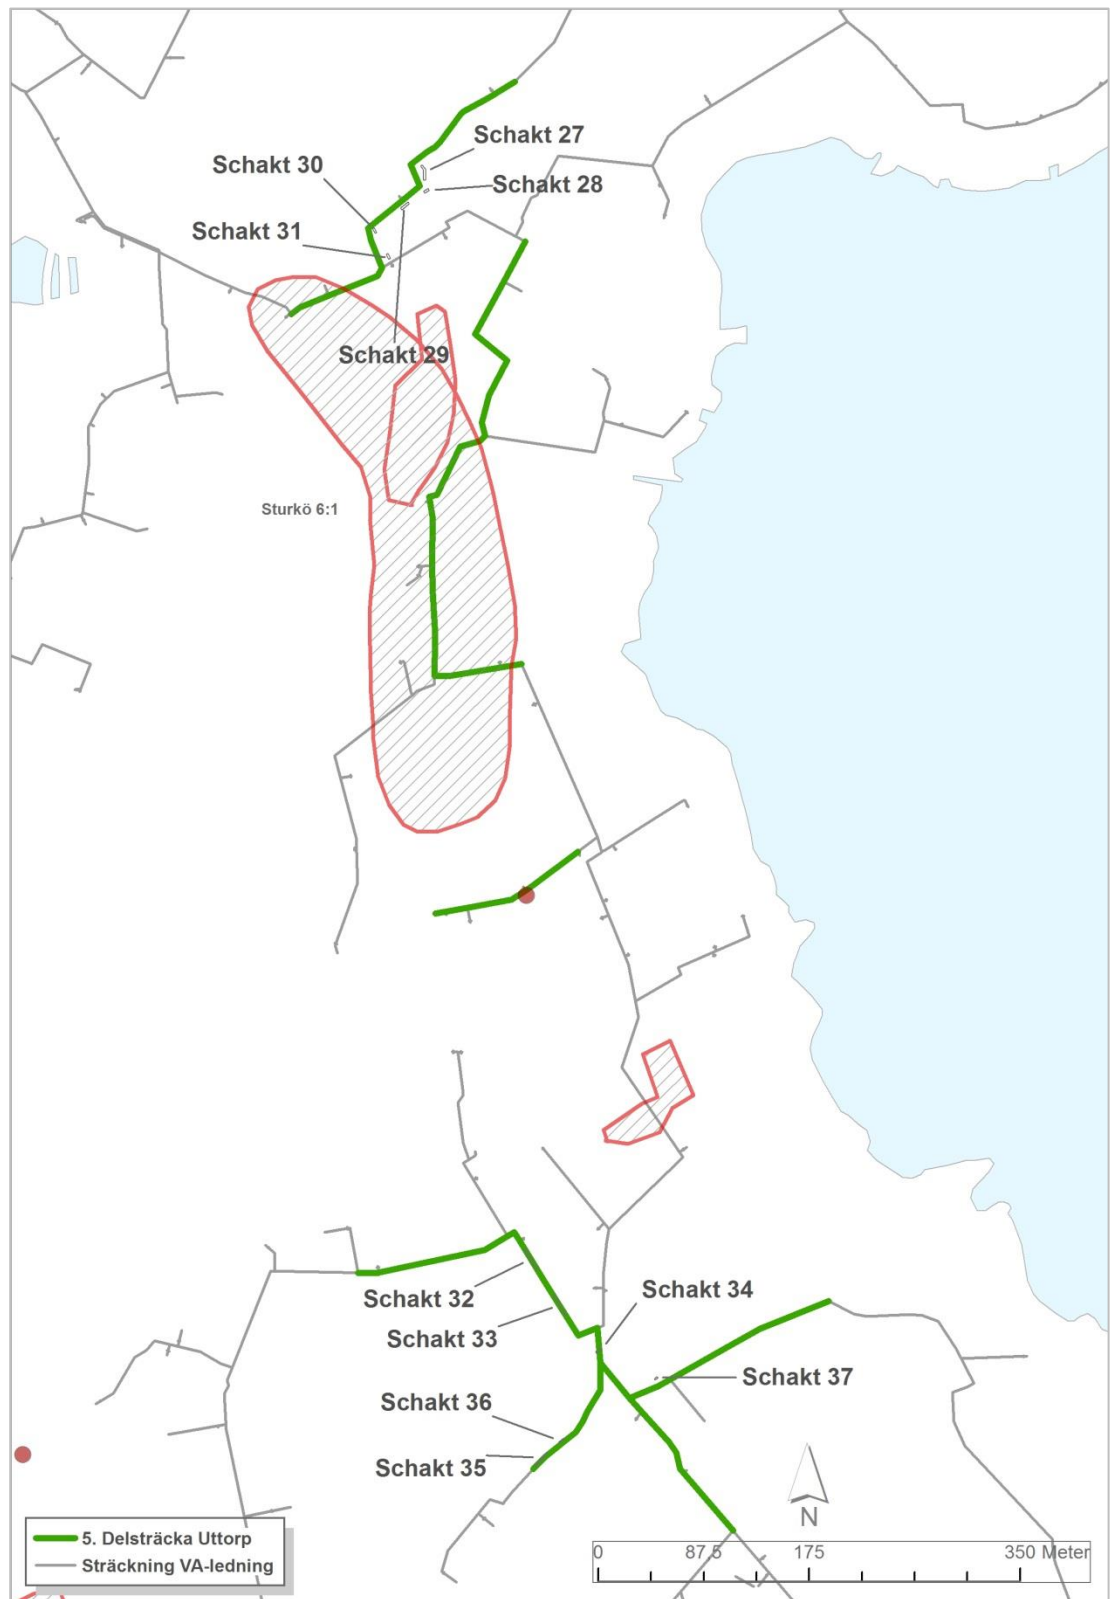 Schakt 27
Schakt 30
Schakt 28
Schakt 31
Schakt 29
Sturkö 6:1
Schakt 34
Schakt 32
Schakt 33
Schakt 37
Schakt 36
Schakt 35
N
5. Delsträcka Uttorp
Sträckning VA-ledning
0 87,5 175 350 Meter